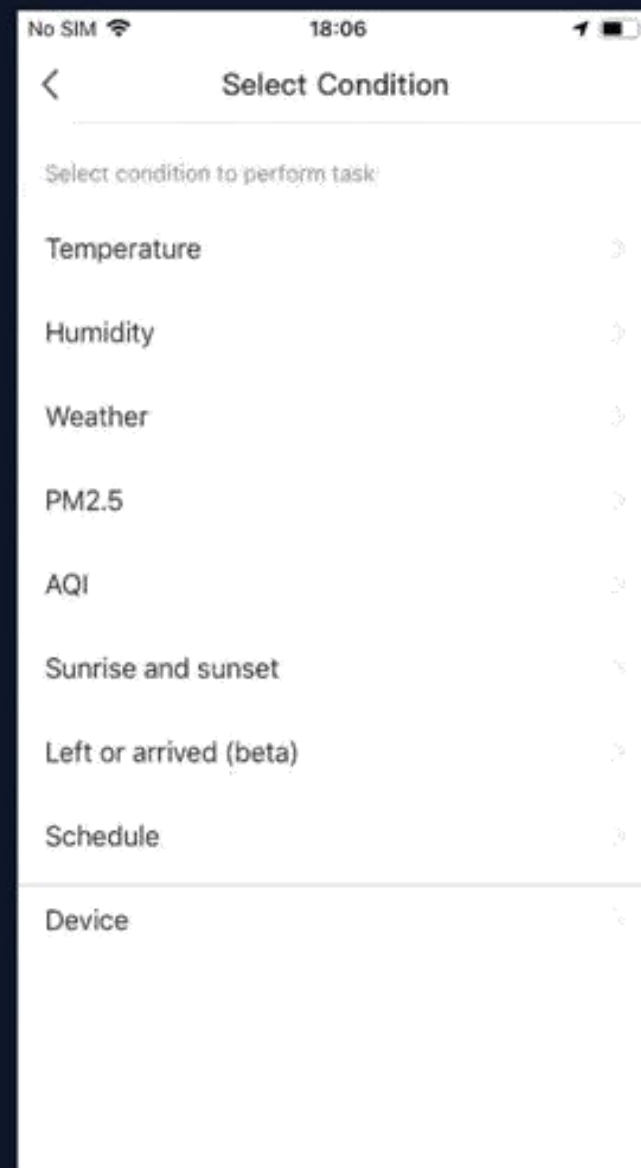 No SIM 18:06
Select Condition
Select condition to perform task
Temperature
Humidity
Weather
PM2.5
AQI
Sunrise and sunset
Left or arrived (beta)
Schedule
Device